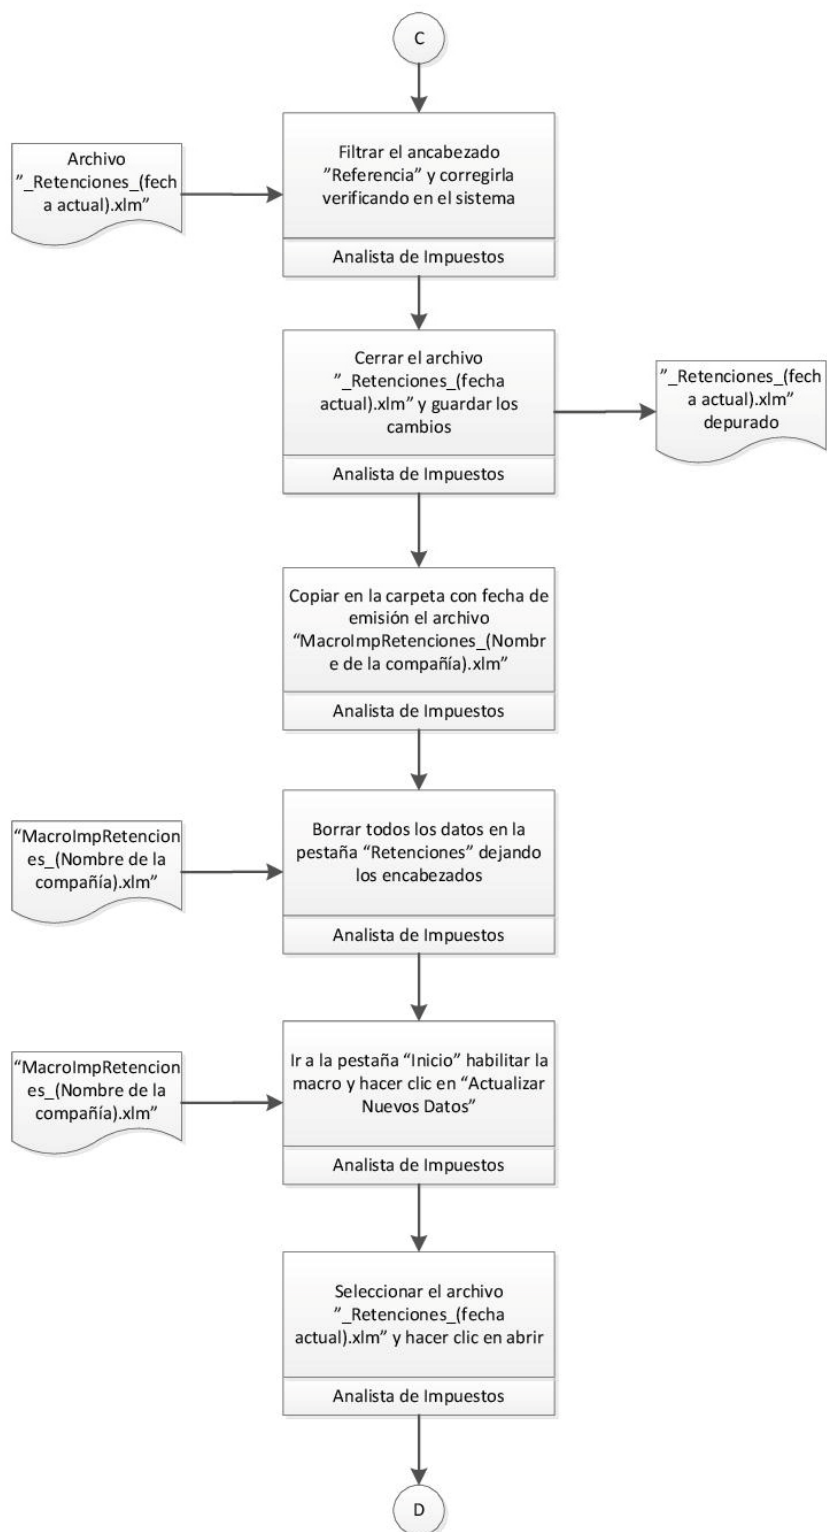 C
Archivo
”_Retenciones_(fech
a actual).xlm”
Filtrar el ancabezado
”Referencia” y corregirla
verificando en el sistema
Analista de Impuestos
Cerrar el archivo
”_Retenciones_(fecha
actual).xlm” y guardar los
cambios
Analista de Impuestos
”_Retenciones_(fech
a actual).xlm”
depurado
Copiar en la carpeta con fecha de
emisión el archivo
“MacroImpRetenciones_(Nombr
e de la compañía).xlm”
Analista de Impuestos
“MacroImpRetencion
es_(Nombre de la
compañía).xlm”
Borrar todos los datos en la
pestaña “Retenciones” dejando
los encabezados
Analista de Impuestos
“MacroImpRetencion
es_(Nombre de la
compañía).xlm”
Ir a la pestaña “Inicio” habilitar la
macro y hacer clic en “Actualizar
Nuevos Datos”
Analista de Impuestos
Seleccionar el archivo
”_Retenciones_(fecha
actual).xlm” y hacer clic en abrir
Analista de Impuestos
D